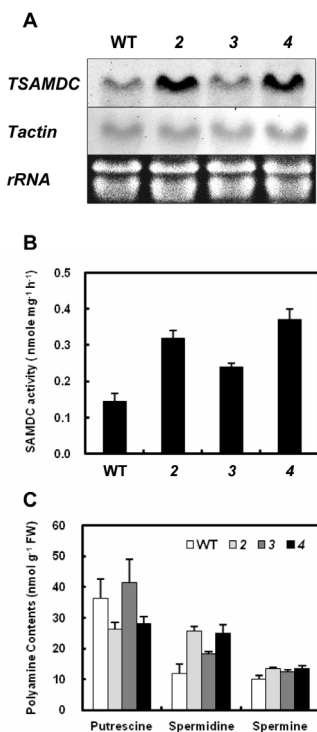 A
WT 2 3 4
TSAMDC
Tactin
rRNA
B
SAMDC activity ( nmole mg⁻¹ h⁻¹)
0.5
0.4
0.3
0.2
0.1
0.0
WT 2 3 4
C
Polyamine Contents (nmol g⁻¹ FW)
60
50
40
30
20
10
0
WT 2 3 4
Putrescine Spermidine Spermine